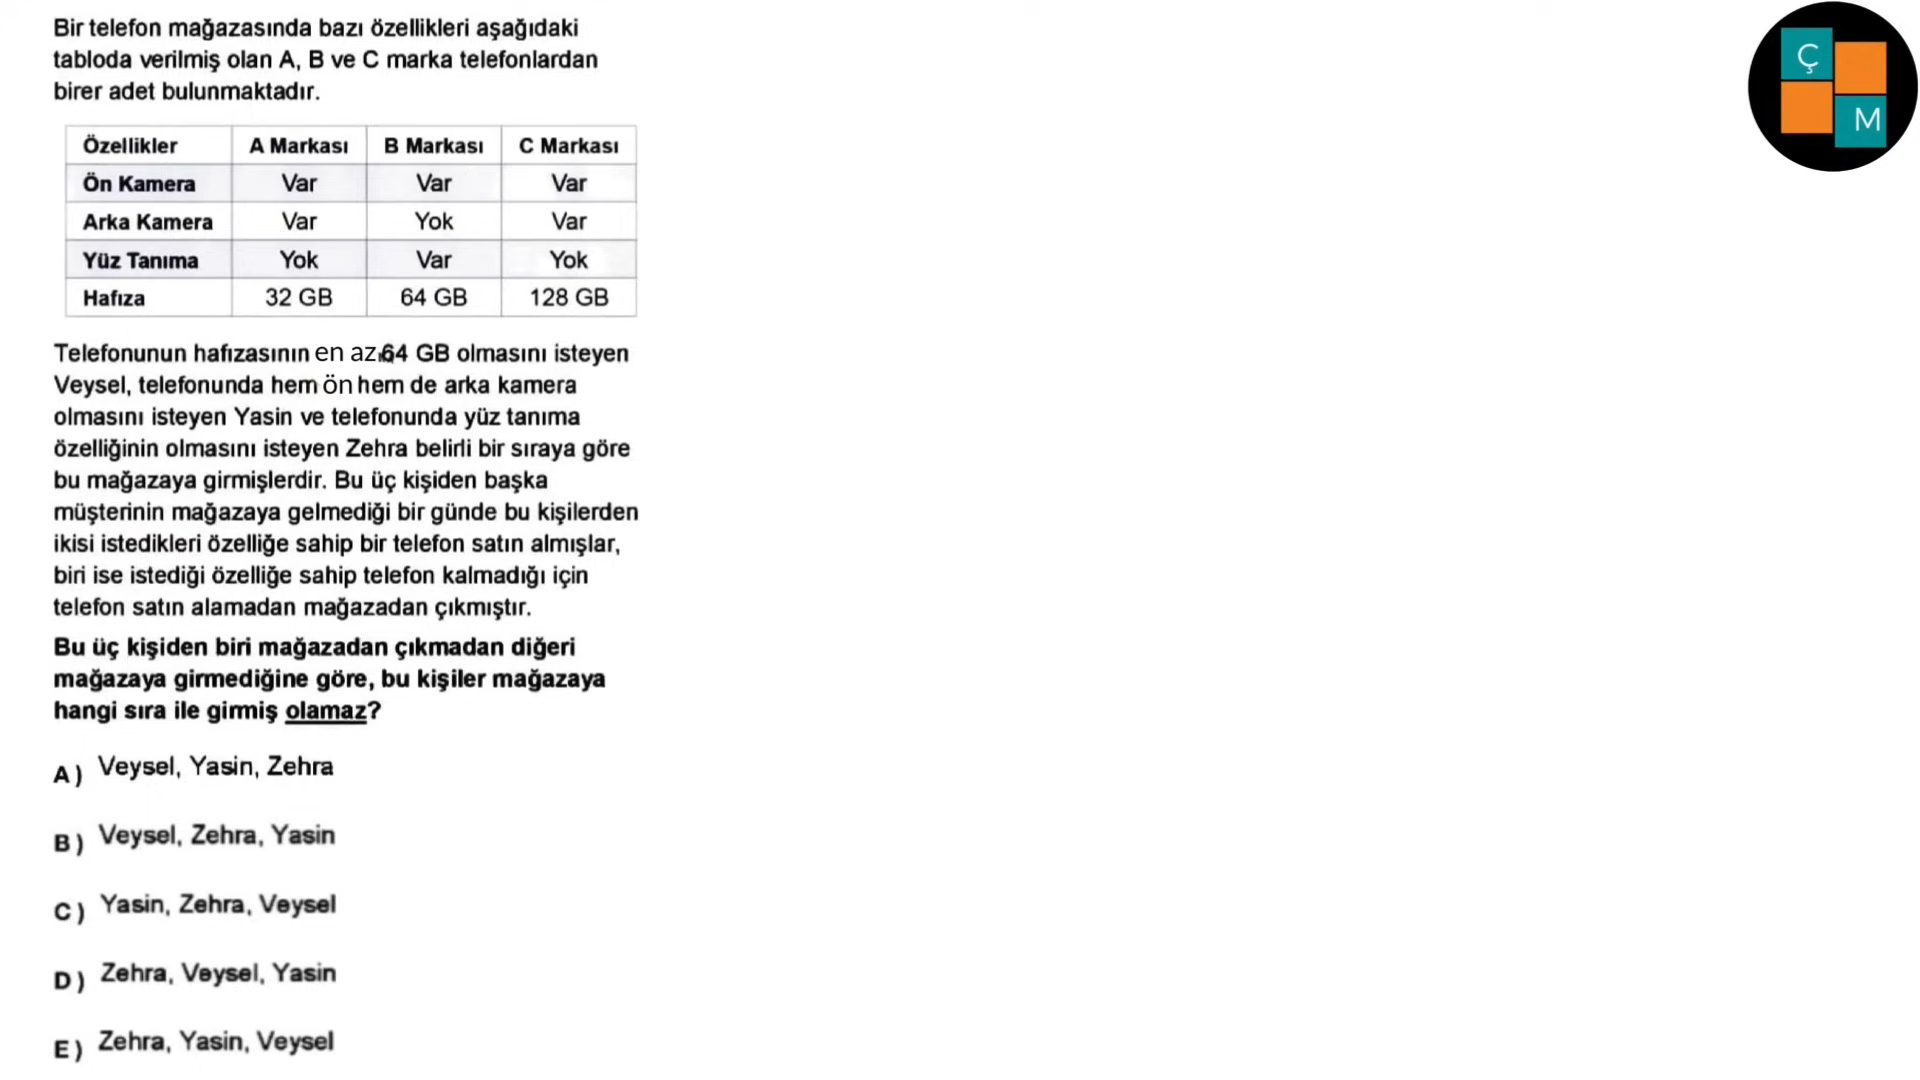 Bir telefon mağazasında bazı özellikleri aşağıdaki
tabloda verilmiş olan A, B ve C marka telefonlardan
birer adet bulunmaktadır.
Özellikler A Markası B Markası C Markası
Ön Kamera Var Var Var
Arka Kamera Var Yok Var
Yüz Tanıma Yok Var Yok
Hafıza 32 GB 64 GB 128 GB
Telefonunun hafızasının en az 64 GB olmasını isteyen
Veysel, telefonunda hem ön hem de arka kamera
olmasını isteyen Yasin ve telefonunda yüz tanıma
özelliğinin olmasını isteyen Zehra belirli bir sıraya göre
bu mağazaya girmişlerdir. Bu üç kişiden başka
müşterinin mağazaya gelmediği bir günde bu kişilerden
ikisi istedikleri özelliğe sahip bir telefon satın almışlar,
biri ise istediği özelliğe sahip telefon kalmadığı için
telefon satın alamadan mağazadan çıkmıştır.
Bu üç kişiden biri mağazadan çıkmadan diğeri
mağazaya girmediğine göre, bu kişiler mağazaya
hangi sıra ile girmiş olamaz?
A) Veysel, Yasin, Zehra
B) Veysel, Zehra, Yasin
C) Yasin, Zehra, Veysel
D) Zehra, Veysel, Yasin
E) Zehra, Yasin, Veysel
Ç
M